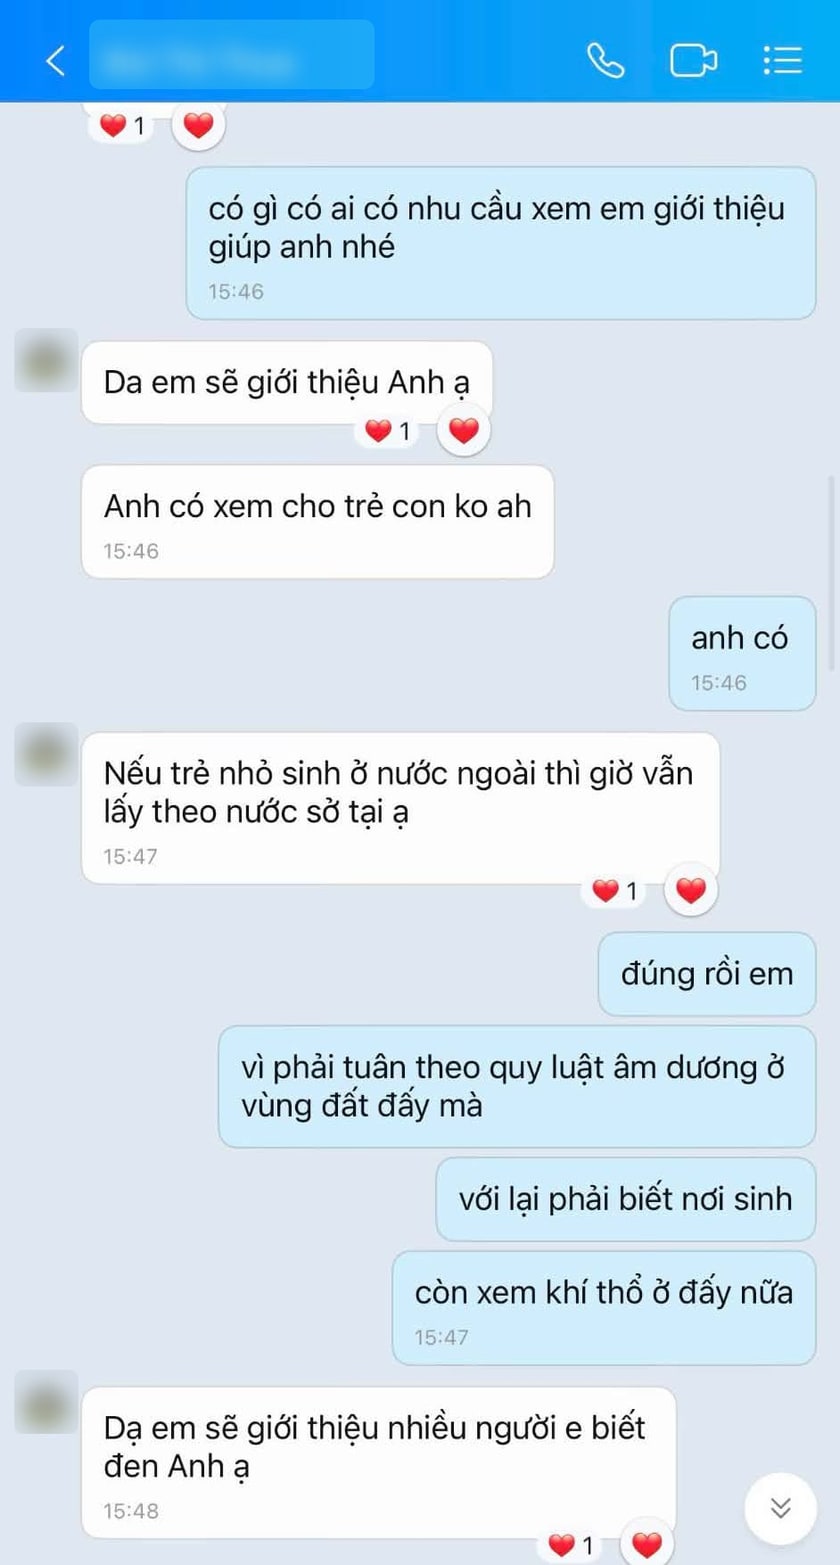 1
có gì có ai có nhu cầu xem em giới thiệu
giúp anh nhé
15:46
Da em sẽ giới thiệu Anh ạ
1
Anh có xem cho trẻ con ko ah
15:46
anh có
15:46
Nếu trẻ nhỏ sinh ở nước ngoài thì giờ vẫn
lấy theo nước sở tại ạ
15:47
1
đúng rồi em
vì phải tuân theo quy luật âm dương ở
vùng đất đấy mà
với lại phải biết nơi sinh
còn xem khí thổ ở đấy nữa
15:47
Dạ em sẽ giới thiệu nhiều người e biết
đen Anh ạ
15:48
1